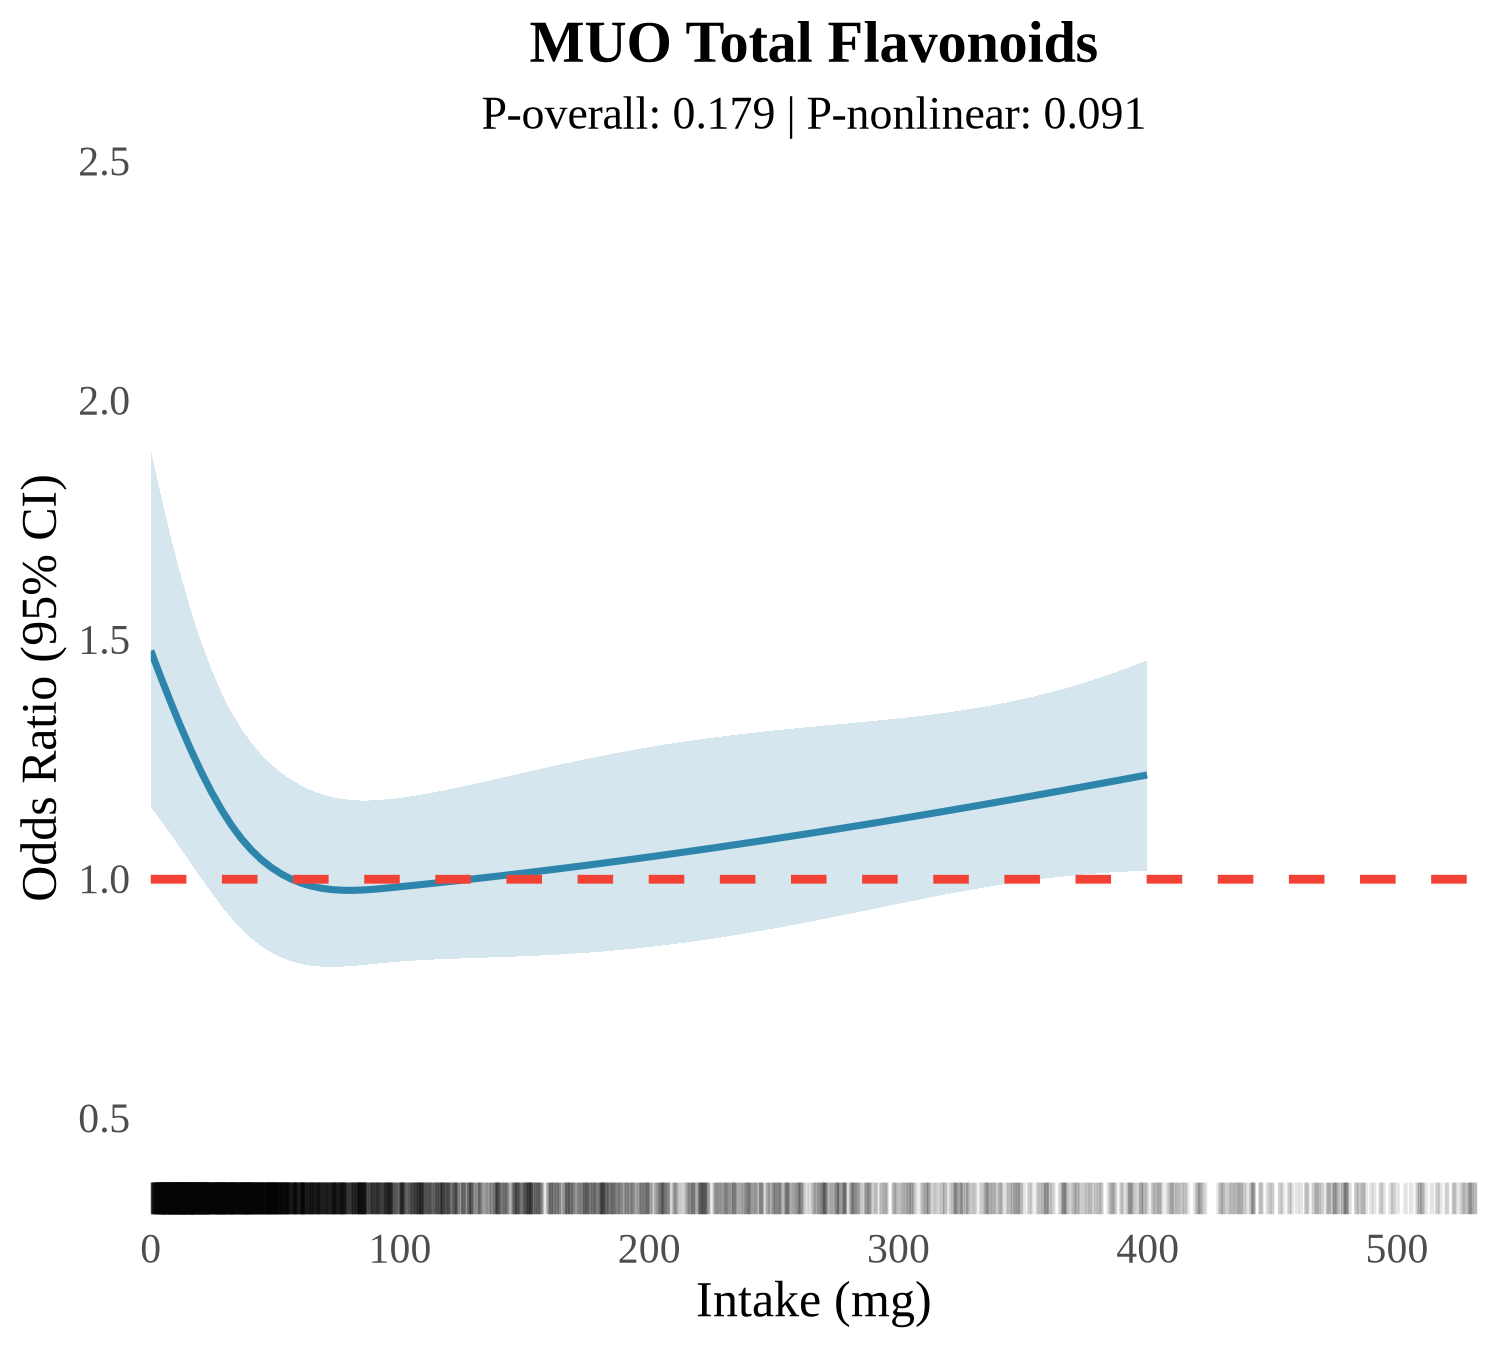 MUO Total Flavonoids
P-overall: 0.179 | P-nonlinear: 0.091
2.5
2.0
1.5
1.0
0.5
Odds Ratio (95% CI)
0 100 200 300 400 500
Intake (mg)